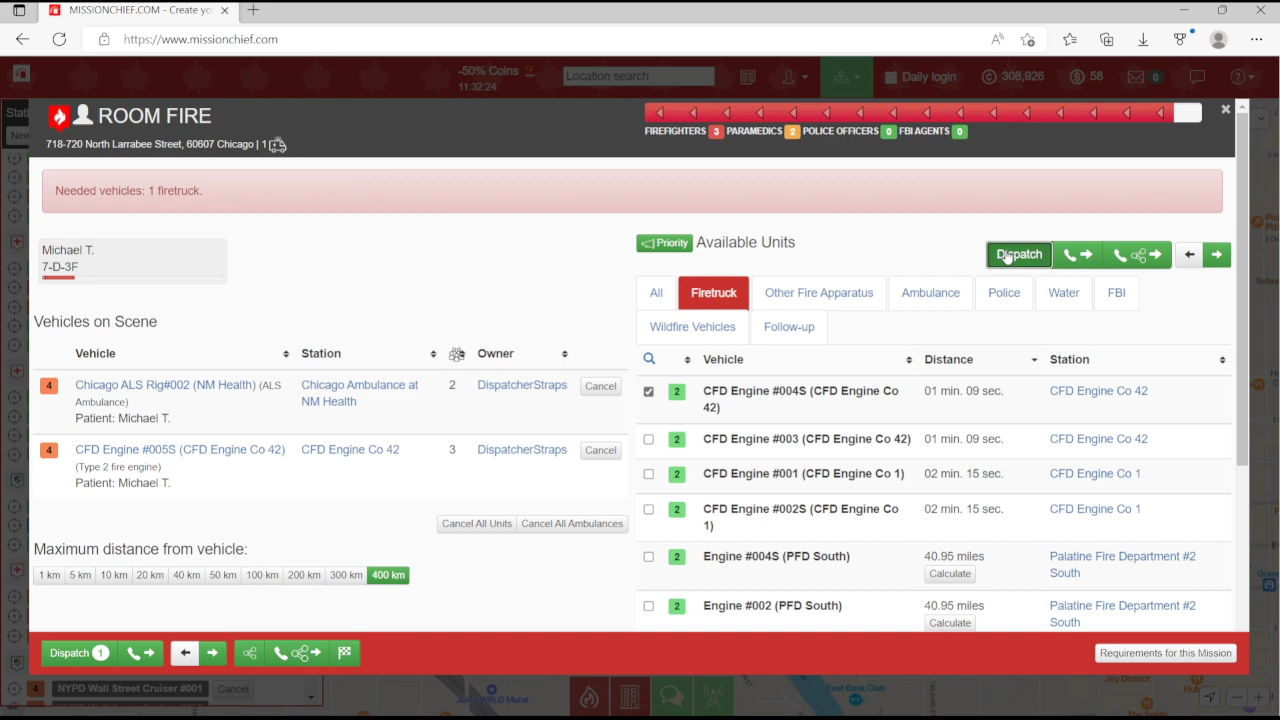 MISSIONCHIEF.COM - Create yo
https://www.missionchief.com
-50% Coins
11:32:24
Location search
Daily login
308,926
58
0
Stati
New
ROOM FIRE
718-720 North Larrabee Street, 60607 Chicago | 1
FIREFIGHTERS 3 PARAMEDICS 2 POLICE OFFICERS 0 FBI AGENTS 0
Needed vehicles: 1 firetruck.
Michael T.
7-D-3F
Priority Available Units
Dispatch
All Firetruck Other Fire Apparatus Ambulance Police Water FBI
Wildfire Vehicles Follow-up
Vehicles on Scene
Vehicle Station Owner
4 Chicago ALS Rig#002 (NM Health) (ALS Ambulance) Chicago Ambulance at NM Health 2 DispatcherStraps Cancel
Patient: Michael T.
4 CFD Engine #005S (CFD Engine Co 42) CFD Engine Co 42 3 DispatcherStraps Cancel
(Type 2 fire engine)
Patient: Michael T.
Cancel All Units Cancel All Ambulances
Maximum distance from vehicle:
1 km 5 km 10 km 20 km 40 km 50 km 100 km 200 km 300 km 400 km
Vehicle Distance Station
2 CFD Engine #004S (CFD Engine Co 42) 01 min. 09 sec. CFD Engine Co 42
2 CFD Engine #003 (CFD Engine Co 42) 01 min. 09 sec. CFD Engine Co 42
2 CFD Engine #001 (CFD Engine Co 1) 02 min. 15 sec. CFD Engine Co 1
2 CFD Engine #002S (CFD Engine Co 1) 02 min. 15 sec. CFD Engine Co 1
2 Engine #004S (PFD South) 40.95 miles Palatine Fire Department #2 South
Calculate
2 Engine #002 (PFD South) 40.95 miles Palatine Fire Department #2 South
Calculate
Dispatch 1
Requirements for this Mission
4 NYPD Wall Street Cruiser #001 Cancel
East Bank Club
Joy District